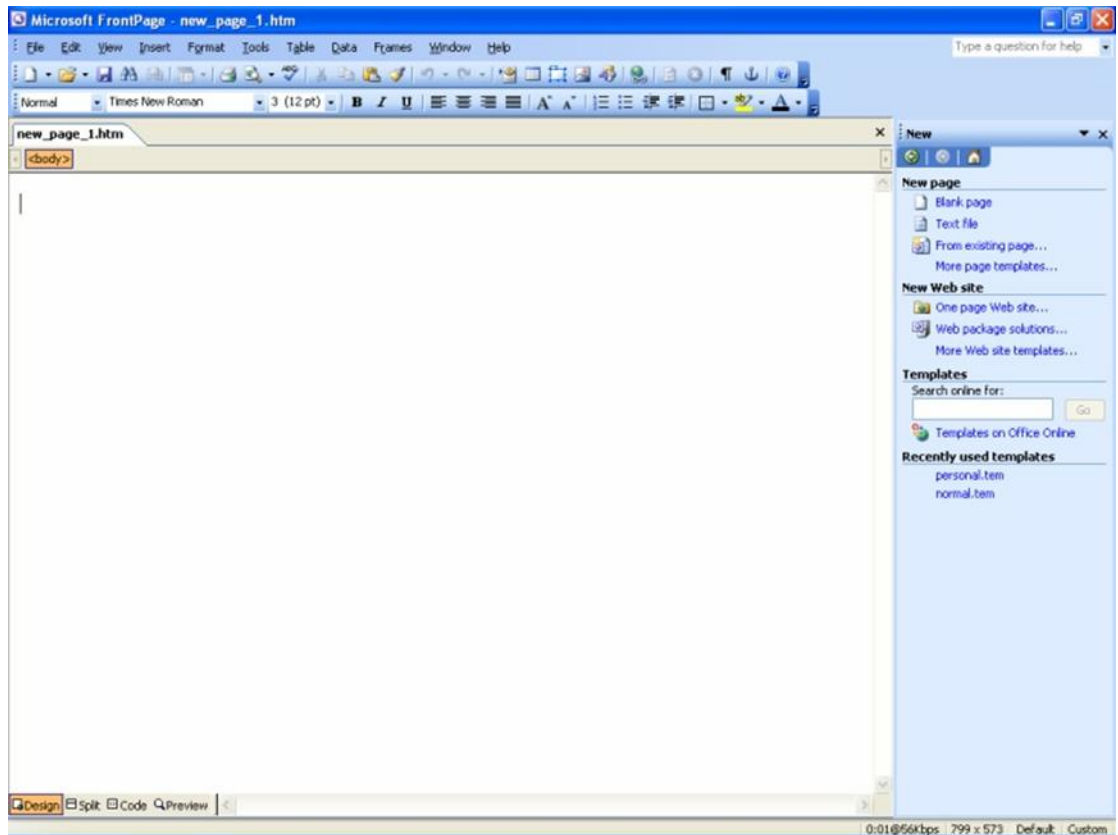 Microsoft FrontPage - new_page_1.htm
File Edit View Insert Format Tools Table Data Frames Window Help
Type a question for help
Normal Times New Roman 3 (12 pt) B I U A A A
new_page_1.htm
New
<body>
New page
Blank page
Text file
From existing page...
More page templates...
New Web site
One page Web site...
Web package solutions...
More Web site templates...
Templates
Search online for:
Go
Templates on Office Online
Recently used templates
personal.tem
normal.tem
Design Split Code Preview
0:01@56Kbps 799 x 573 Default Custom